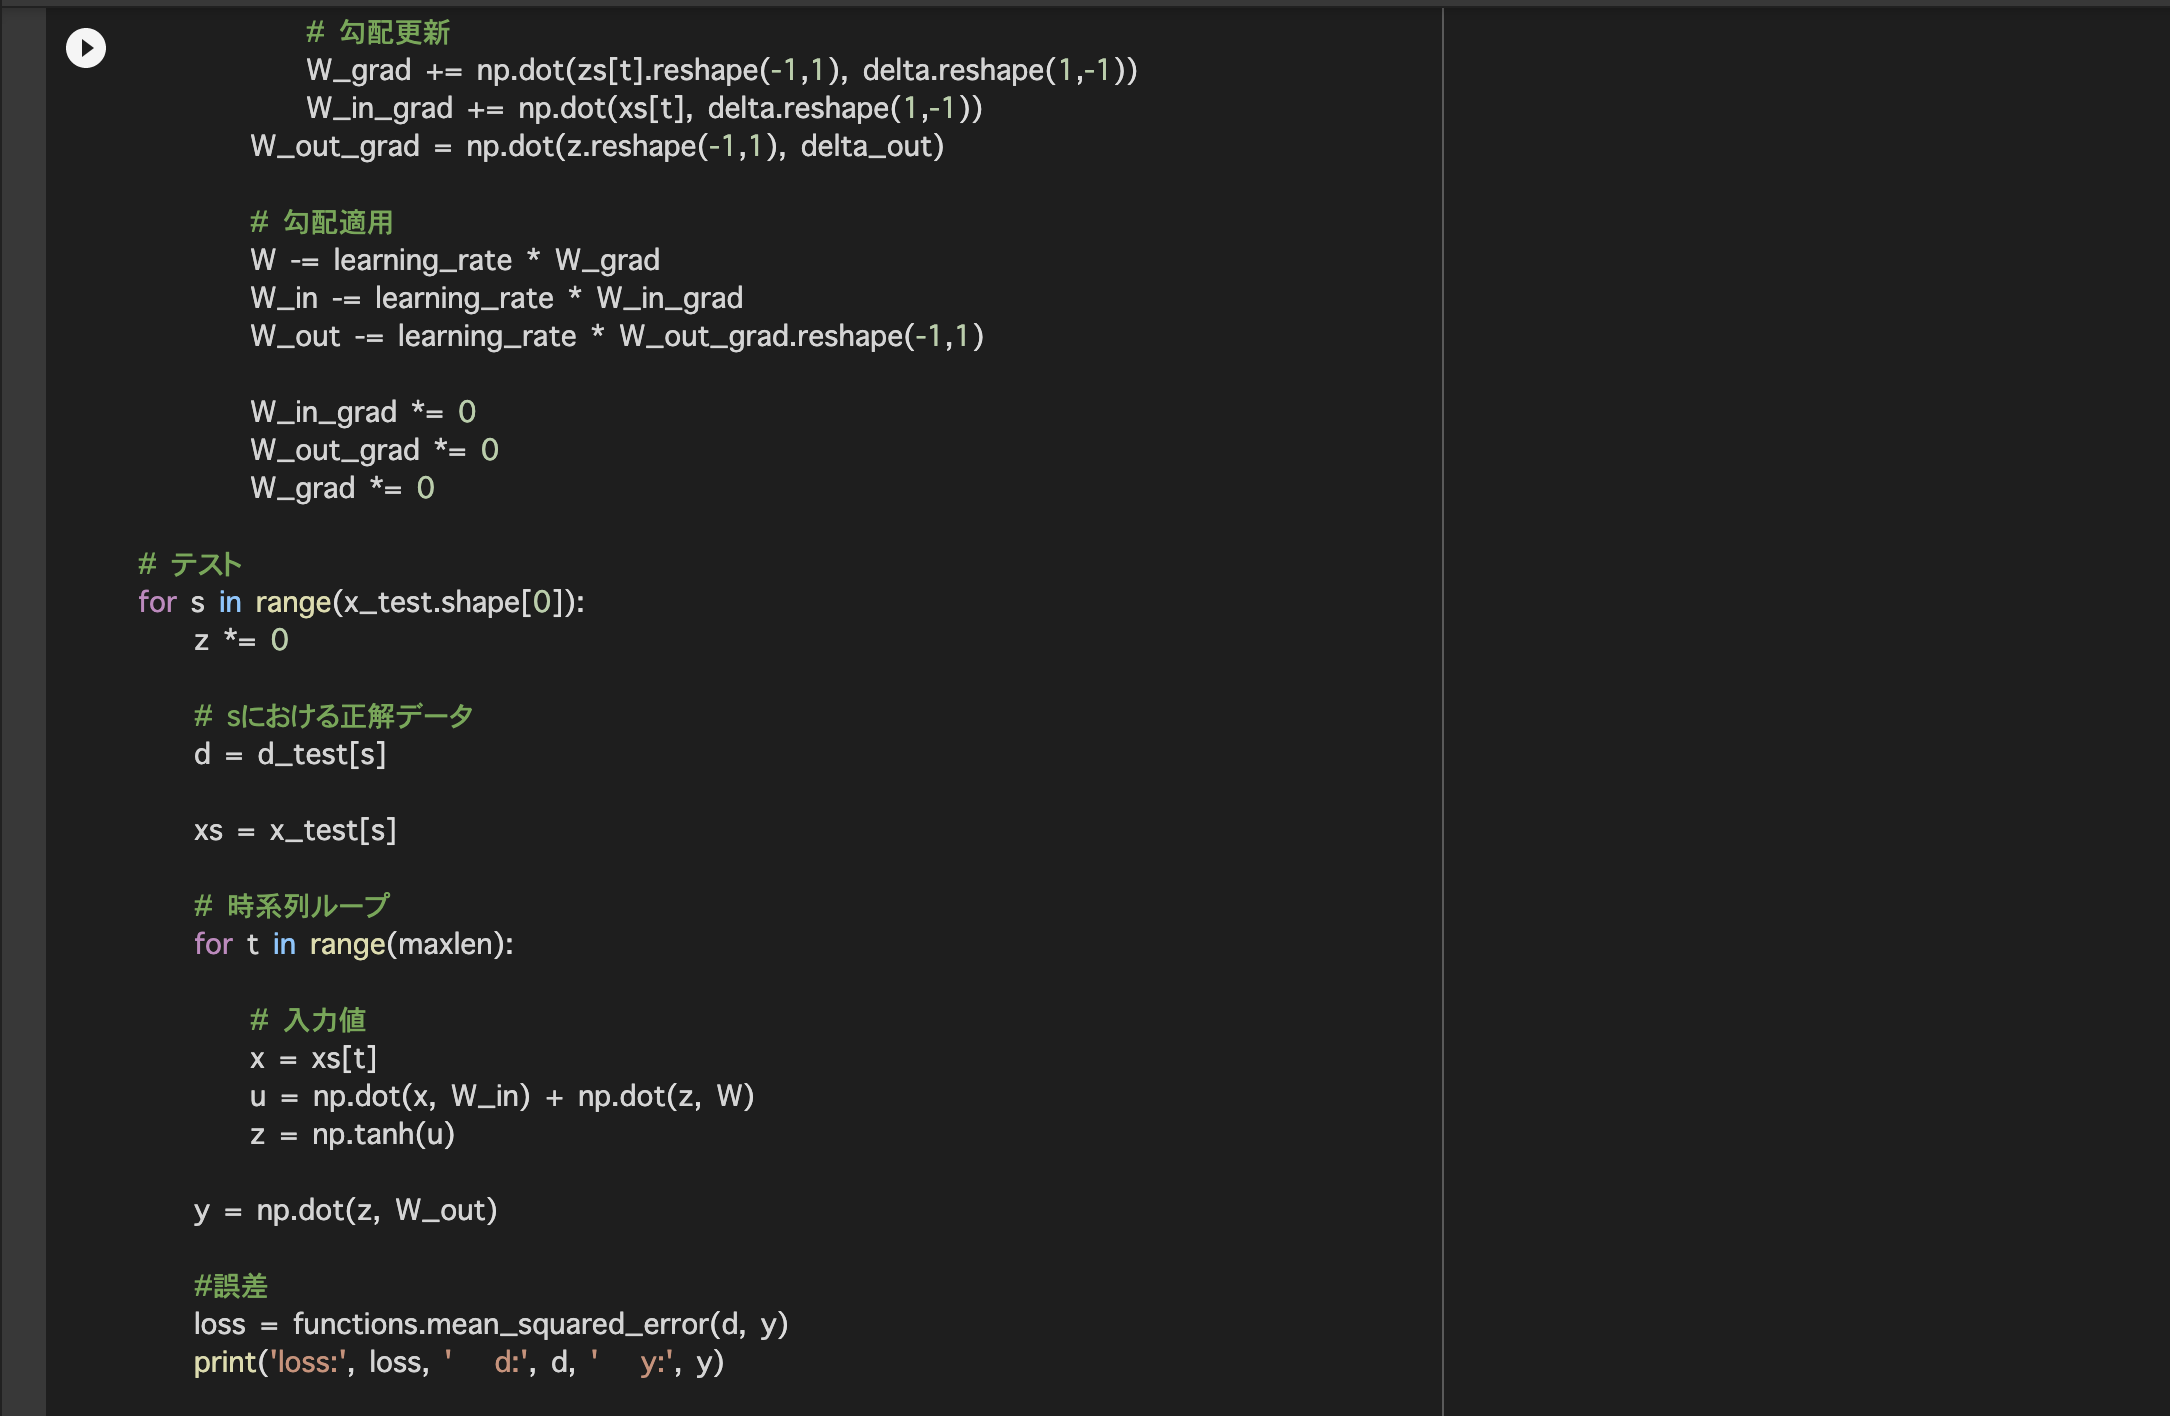 # 勾配更新
W_grad += np.dot(zs[t].reshape(-1,1), delta.reshape(1,-1))
W_in_grad += np.dot(xs[t], delta.reshape(1,-1))
W_out_grad = np.dot(z.reshape(-1,1), delta_out)
# 勾配適用
W -= learning_rate * W_grad
W_in -= learning_rate * W_in_grad
W_out -= learning_rate * W_out_grad.reshape(-1,1)
W_in_grad *= 0
W_out_grad *= 0
W_grad *= 0
# テスト
for s in range(x_test.shape[0]):
z *= 0
# sにおける正解データ
d = d_test[s]
xs = x_test[s]
# 時系列ループ
for t in range(maxlen):
# 入力値
x = xs[t]
u = np.dot(x, W_in) + np.dot(z, W)
z = np.tanh(u)
y = np.dot(z, W_out)
#誤差
loss = functions.mean_squared_error(d, y)
print('loss:', loss, '   d:', d, '   y:', y)